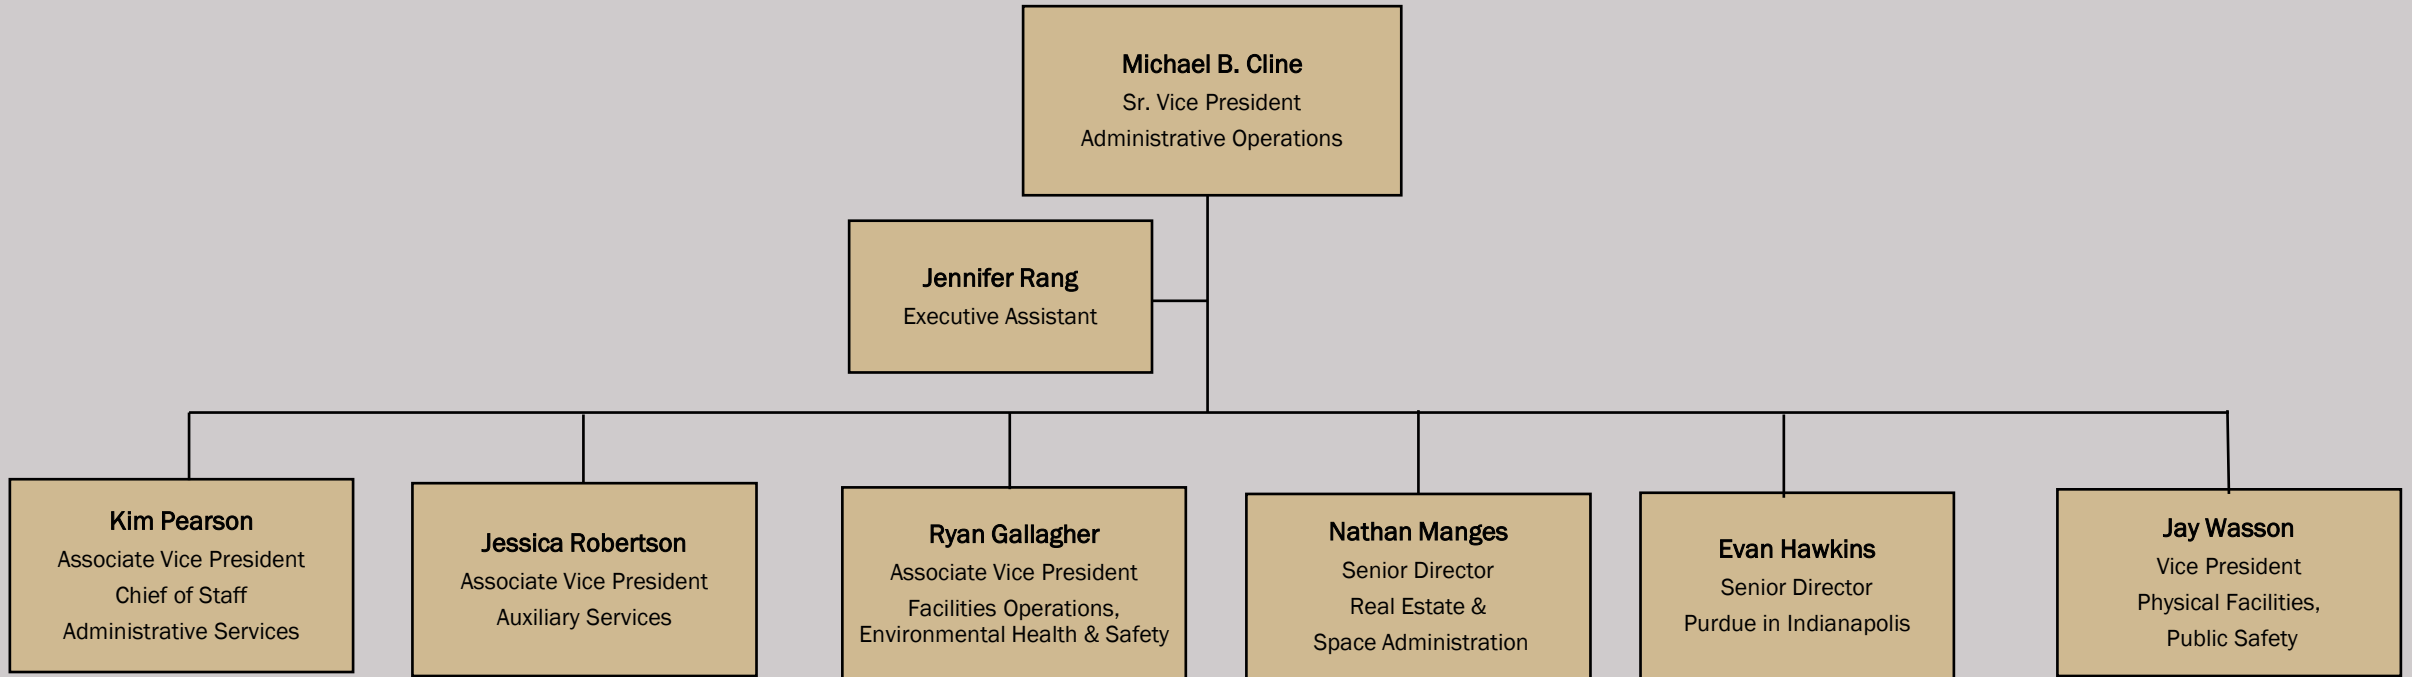 Michael B. Cline
Sr. Vice President
Administrative Operations
Jennifer Rang
Executive Assistant
Kim Pearson
Associate Vice President
Chief of Staff
Administrative Services
Jessica Robertson
Associate Vice President
Auxiliary Services
Ryan Gallagher
Associate Vice President
Facilities Operations,
Environmental Health & Safety
Nathan Manges
Senior Director
Real Estate &
Space Administration
Evan Hawkins
Senior Director
Purdue in Indianapolis
Jay Wasson
Vice President
Physical Facilities,
Public Safety